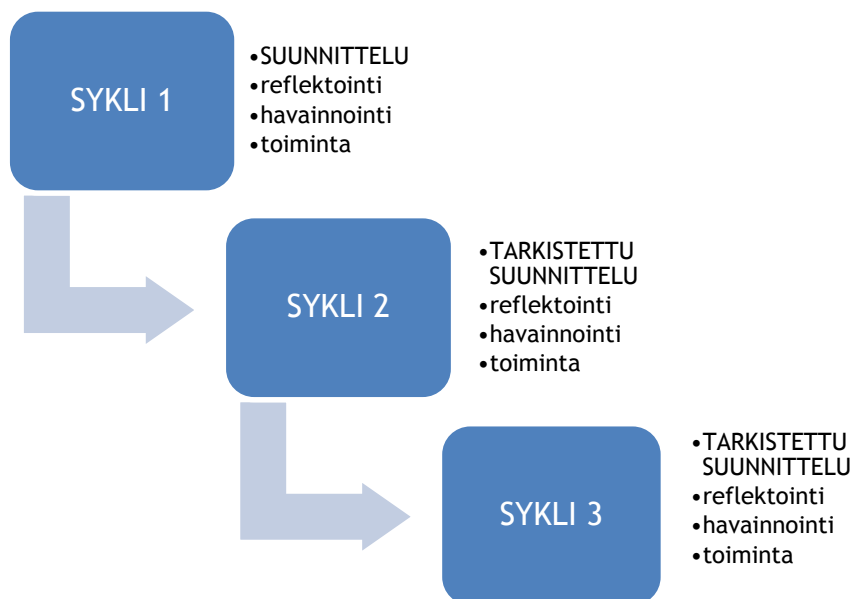 SYKLI 1
•SUUNNITTELU
•reflektointi
•havainnointi
•toiminta
SYKLI 2
•TARKISTETTU
SUUNNITTELU
•reflektointi
•havainnointi
•toiminta
SYKLI 3
•TARKISTETTU
SUUNNITTELU
•reflektointi
•havainnointi
•toiminta